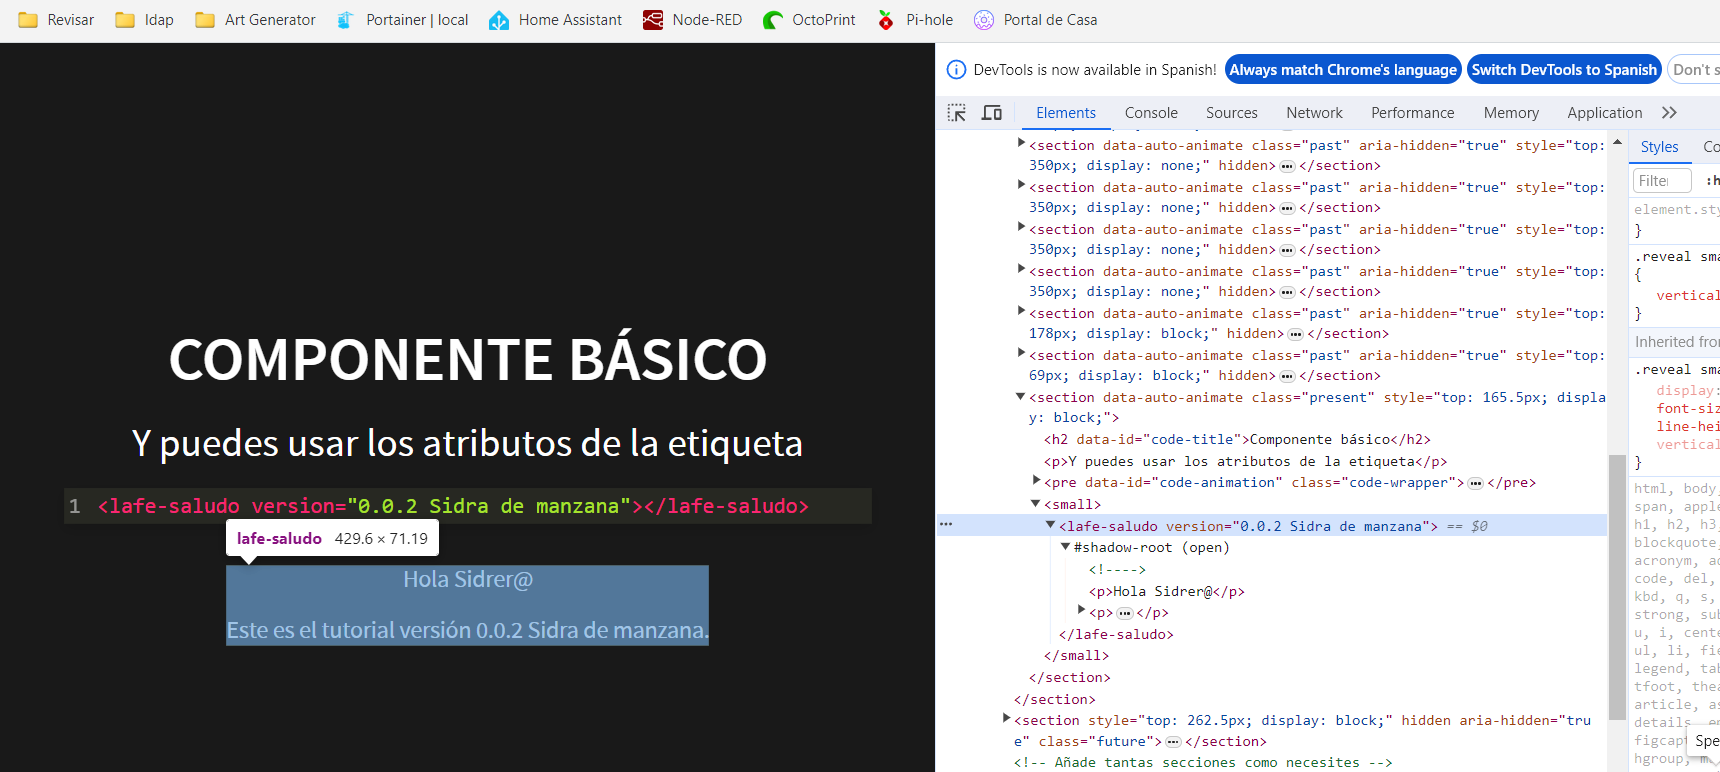 Revisar ldap Art Generator Portainer | local Home Assistant Node-RED OctoPrint Pi-hole Portal de Casa
COMPONENTE BÁSICO
Y puedes usar los atributos de la etiqueta
1 <lafe-saludo version="0.0.2 Sidra de manzana"></lafe-saludo>
lafe-saludo 429.6 × 71.19
Hola Sidrer@
Este es el tutorial versión 0.0.2 Sidra de manzana.
DevTools is now available in Spanish! Always match Chrome's language Switch DevTools to Spanish Don't s
Elements Console Sources Network Performance Memory Application
<section data-auto-animate class="past" aria-hidden="true" style="top:
350px; display: none;" hidden>…</section>
<section data-auto-animate class="past" aria-hidden="true" style="top:
350px; display: none;" hidden>…</section>
<section data-auto-animate class="past" aria-hidden="true" style="top:
350px; display: none;" hidden>…</section>
<section data-auto-animate class="past" aria-hidden="true" style="top:
350px; display: none;" hidden>…</section>
<section data-auto-animate class="past" aria-hidden="true" style="top:
178px; display: block;" hidden>…</section>
<section data-auto-animate class="past" aria-hidden="true" style="top:
69px; display: block;" hidden>…</section>
<section data-auto-animate class="present" style="top: 165.5px; displa
y: block;">
<h2 data-id="code-title">Componente básico</h2>
<p>Y puedes usar los atributos de la etiqueta</p>
<pre data-id="code-animation" class="code-wrapper">…</pre>
<small>
<lafe-saludo version="0.0.2 Sidra de manzana"> == $0
#shadow-root (open)
<!---->
<p>Hola Sidrer@</p>
<p>…</p>
</lafe-saludo>
</small>
</section>
</section>
<section style="top: 262.5px; display: block;" hidden aria-hidden="tru
e" class="future">…</section>
<!-- Añade tantas secciones como necesites -->
Styles Co
Filter :h
element.sty
}
.reveal sma
{
vertical
}
Inherited from
.reveal sma
display:
font-siz
line-hei
vertical
}
html, body,
span, apple
h1, h2, h3,
blockquote,
acronym, ad
code, del,
kbd, q, s,
strong, sub
u, i, cente
ul, li, fie
legend, tab
tfoot, thea
article, as
details, em
figcapt
hgroup, m
Spe